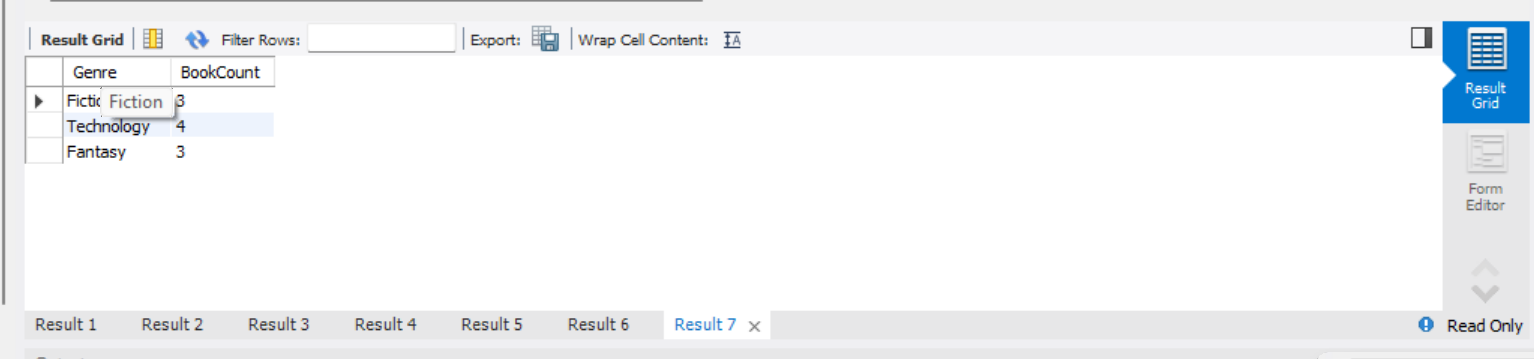 Result Grid Filter Rows: Export: Wrap Cell Content: IA
Genre BookCount
Fictic Fiction 3
Technology 4
Fantasy 3
Result Grid
Form Editor
Result 1 Result 2 Result 3 Result 4 Result 5 Result 6 Result 7 × Read Only